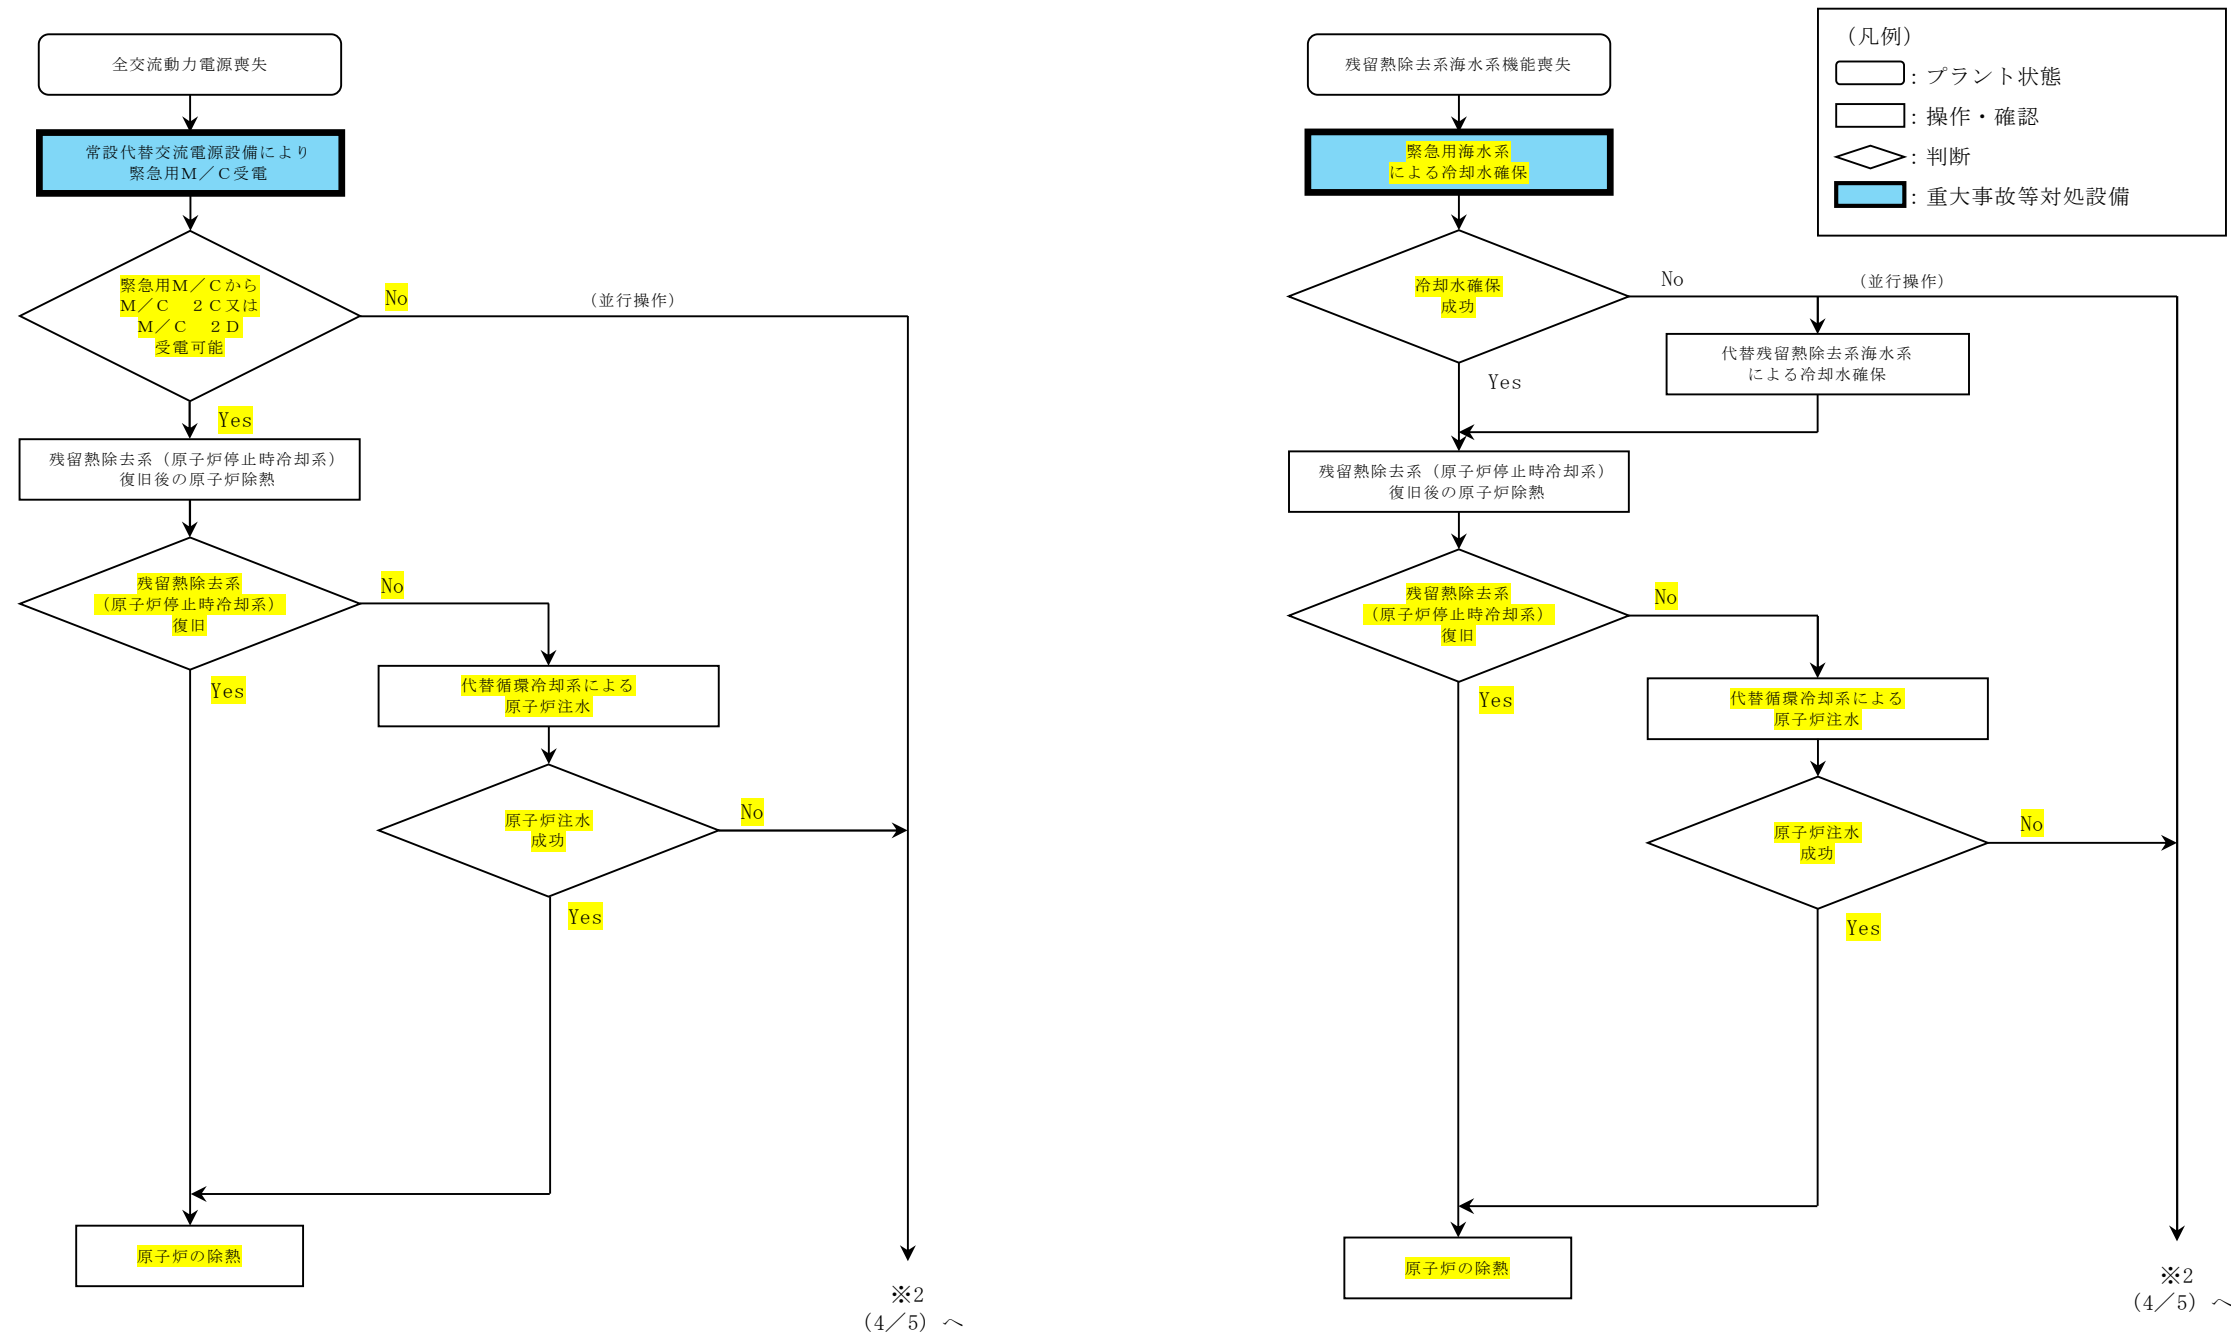 全交流動力電源喪失
常設代替交流電源設備により
緊急用Ｍ／Ｃ受電
緊急用Ｍ／Ｃから
Ｍ／Ｃ　２Ｃ又は
Ｍ／Ｃ　２Ｄ
受電可能
No
（並行操作）
Yes
残留熱除去系（原子炉停止時冷却系）
復旧後の原子炉除熱
残留熱除去系
（原子炉停止時冷却系）
復旧
No
Yes
代替循環冷却系による
原子炉注水
原子炉注水
成功
No
Yes
原子炉の除熱
※2
（4／5）へ
残留熱除去系海水系機能喪失
緊急用海水系
による冷却水確保
冷却水確保
成功
No
（並行操作）
代替残留熱除去系海水系
による冷却水確保
Yes
残留熱除去系（原子炉停止時冷却系）
復旧後の原子炉除熱
残留熱除去系
（原子炉停止時冷却系）
復旧
No
Yes
代替循環冷却系による
原子炉注水
原子炉注水
成功
No
Yes
原子炉の除熱
※2
（4／5）へ
（凡例）
：プラント状態
：操作・確認
：判断
：重大事故等対処設備